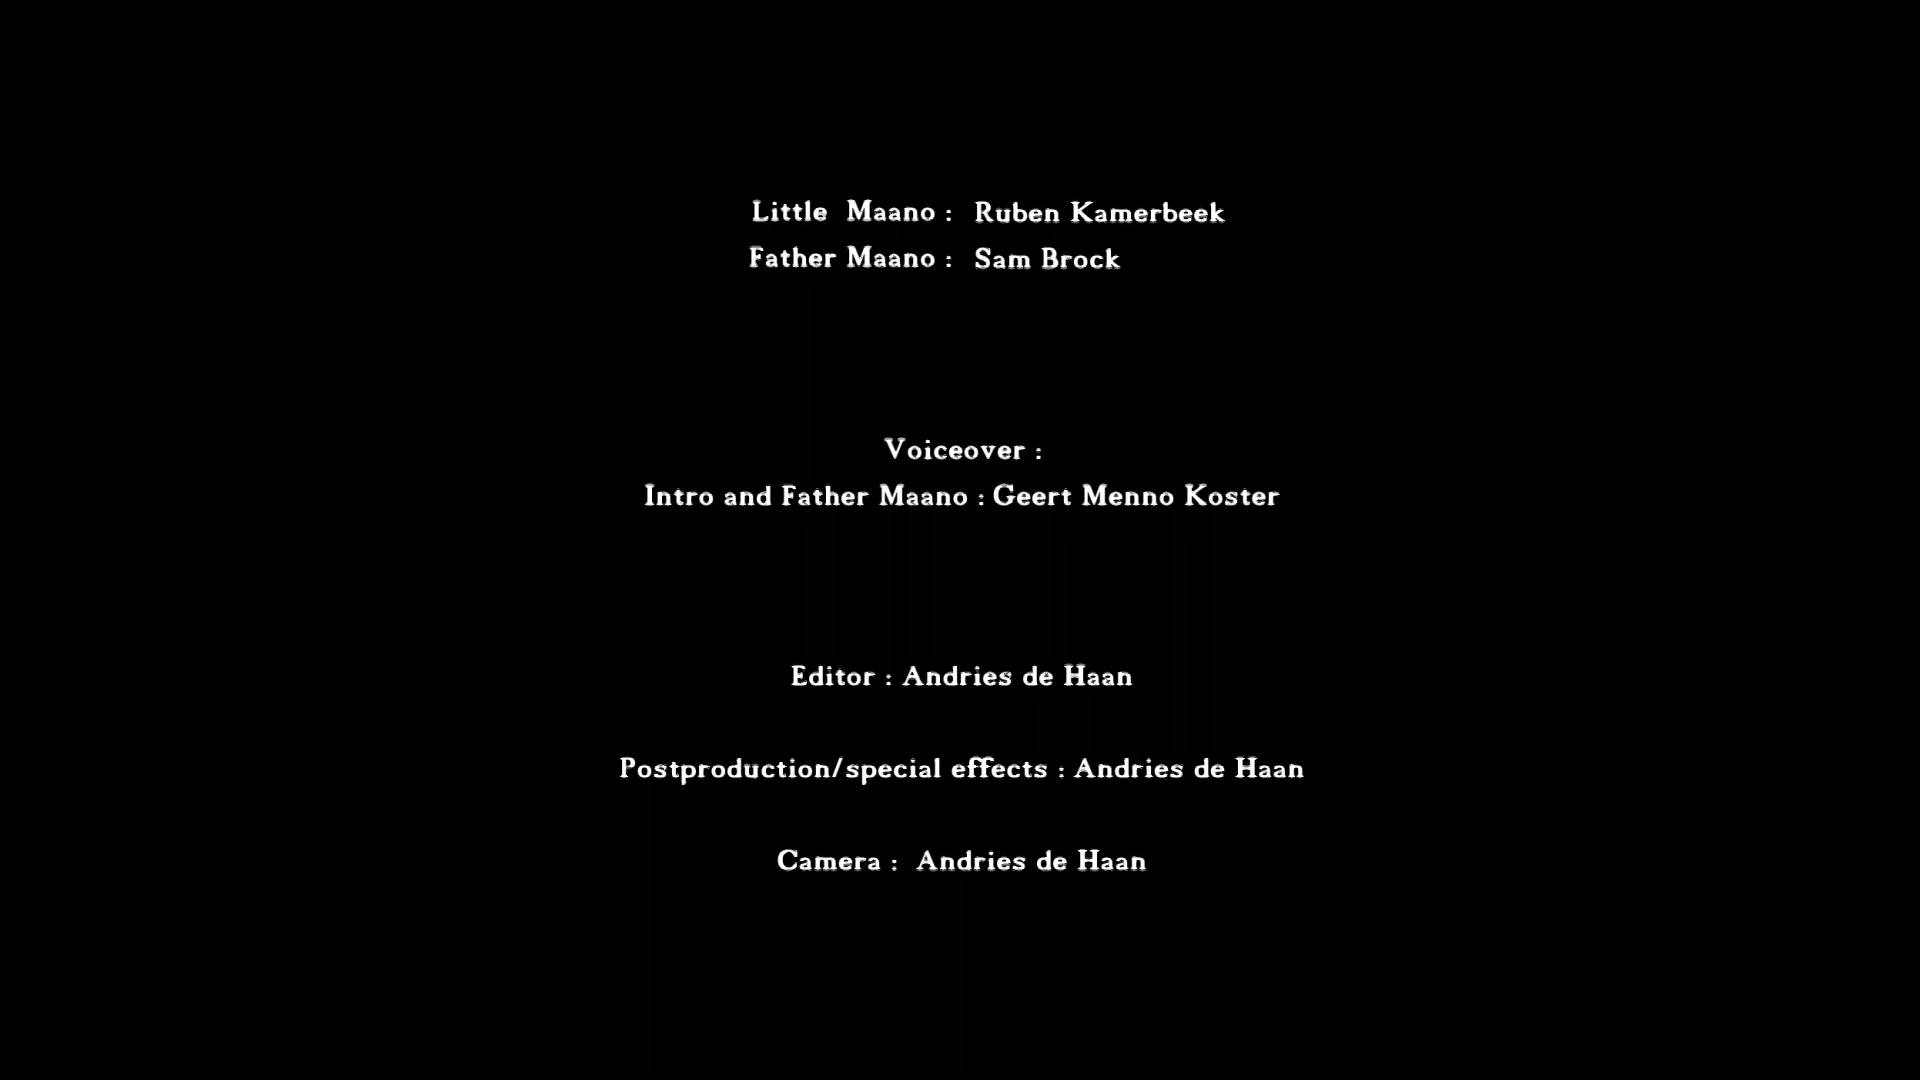 Little Maano : Ruben Kamerbeek
Father Maano : Sam Brock
Voiceover :
Intro and Father Maano : Geert Menno Koster
Editor : Andries de Haan
Postproduction/special effects : Andries de Haan
Camera : Andries de Haan